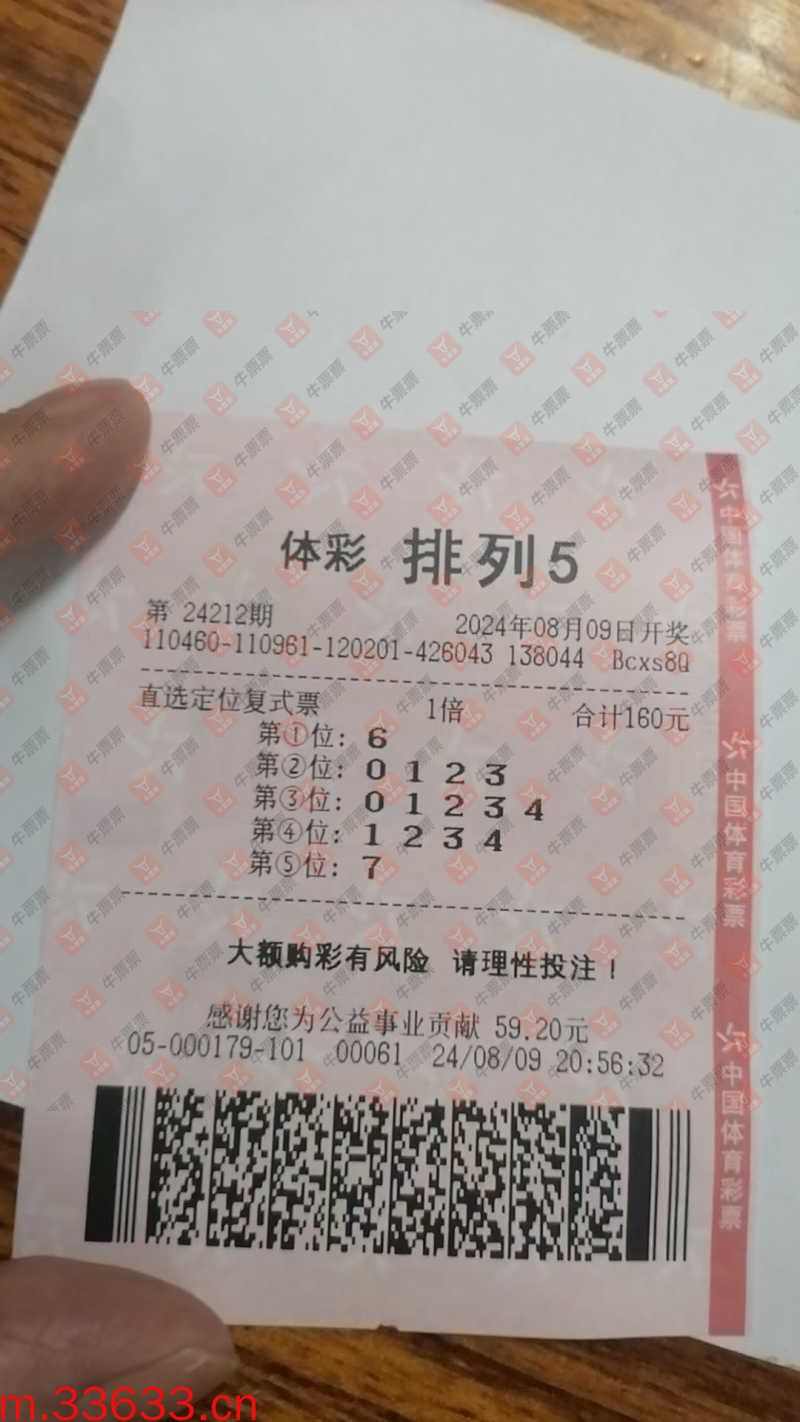 体彩 排列5
第 24212期 2024年08月09日开奖
110460-110961-120201-426043 138044 Bcxs8Q
直选定位复式票 1倍 合计160元
第①位: 6
第②位: 0 1 2 3
第③位: 0 1 2 3 4
第④位: 1 2 3 4
第⑤位: 7
大额购彩有风险 请理性投注!
感谢您为公益事业贡献 59.20元
05-000179-101 00061 24/08/09 20:56:32
中国体育彩票
中国体育彩票
中国体育彩票
牛票票
m.33633.cn